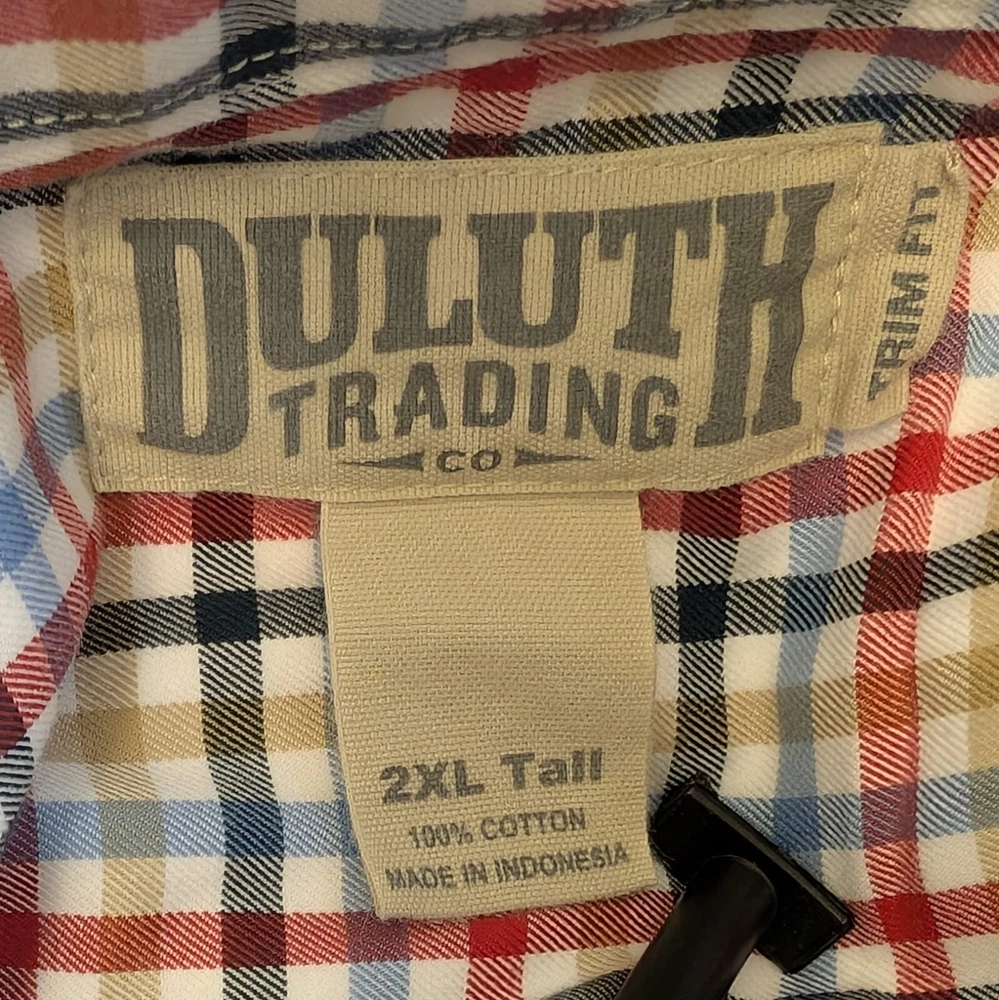 DULUTH
TRADING
CO
TRIM FIT
2XL Tall
100% COTTON
MADE IN INDONESIA